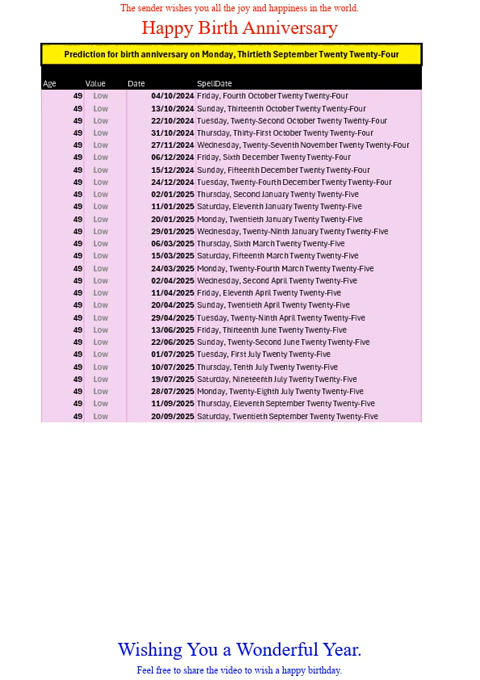 The sender wishes you all the joy and happiness in the world.
Happy Birth Anniversary
Prediction for birth anniversary on Monday, Thirtieth September Twenty Twenty-Four
Age Value Date SpellDate
49 Low 04/10/2024 Friday, Fourth October Twenty Twenty-Four
49 Low 13/10/2024 Sunday, Thirteenth October Twenty Twenty-Four
49 Low 22/10/2024 Tuesday, Twenty-Second October Twenty Twenty-Four
49 Low 31/10/2024 Thursday, Thirty-First October Twenty Twenty-Four
49 Low 27/11/2024 Wednesday, Twenty-Seventh November Twenty Twenty-Four
49 Low 06/12/2024 Friday, Sixth December Twenty Twenty-Four
49 Low 15/12/2024 Sunday, Fifteenth December Twenty Twenty-Four
49 Low 24/12/2024 Tuesday, Twenty-Fourth December Twenty Twenty-Four
49 Low 02/01/2025 Thursday, Second January Twenty Twenty-Five
49 Low 11/01/2025 Saturday, Eleventh January Twenty Twenty-Five
49 Low 20/01/2025 Monday, Twentieth January Twenty Twenty-Five
49 Low 29/01/2025 Wednesday, Twenty-Ninth January Twenty Twenty-Five
49 Low 06/03/2025 Thursday, Sixth March Twenty Twenty-Five
49 Low 15/03/2025 Saturday, Fifteenth March Twenty Twenty-Five
49 Low 24/03/2025 Monday, Twenty-Fourth March Twenty Twenty-Five
49 Low 02/04/2025 Wednesday, Second April Twenty Twenty-Five
49 Low 11/04/2025 Friday, Eleventh April Twenty Twenty-Five
49 Low 20/04/2025 Sunday, Twentieth April Twenty Twenty-Five
49 Low 29/04/2025 Tuesday, Twenty-Ninth April Twenty Twenty-Five
49 Low 13/06/2025 Friday, Thirteenth June Twenty Twenty-Five
49 Low 22/06/2025 Sunday, Twenty-Second June Twenty Twenty-Five
49 Low 01/07/2025 Tuesday, First July Twenty Twenty-Five
49 Low 10/07/2025 Thursday, Tenth July Twenty Twenty-Five
49 Low 19/07/2025 Saturday, Nineteenth July Twenty Twenty-Five
49 Low 28/07/2025 Monday, Twenty-Eighth July Twenty Twenty-Five
49 Low 11/09/2025 Thursday, Eleventh September Twenty Twenty-Five
49 Low 20/09/2025 Saturday, Twentieth September Twenty Twenty-Five
Wishing You a Wonderful Year.
Feel free to share the video to wish a happy birthday.